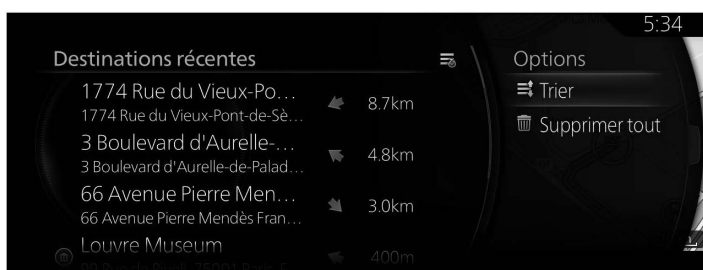 5:34
Destinations récentes
1774 Rue du Vieux-Po...
1774 Rue du Vieux-Pont-de-Sè...
8.7km
3 Boulevard d'Aurelle-...
3 Boulevard d'Aurelle-de-Palad...
4.8km
66 Avenue Pierre Men...
66 Avenue Pierre Mendès Fran...
3.0km
Louvre Museum
400m
Options
Trier
Supprimer tout